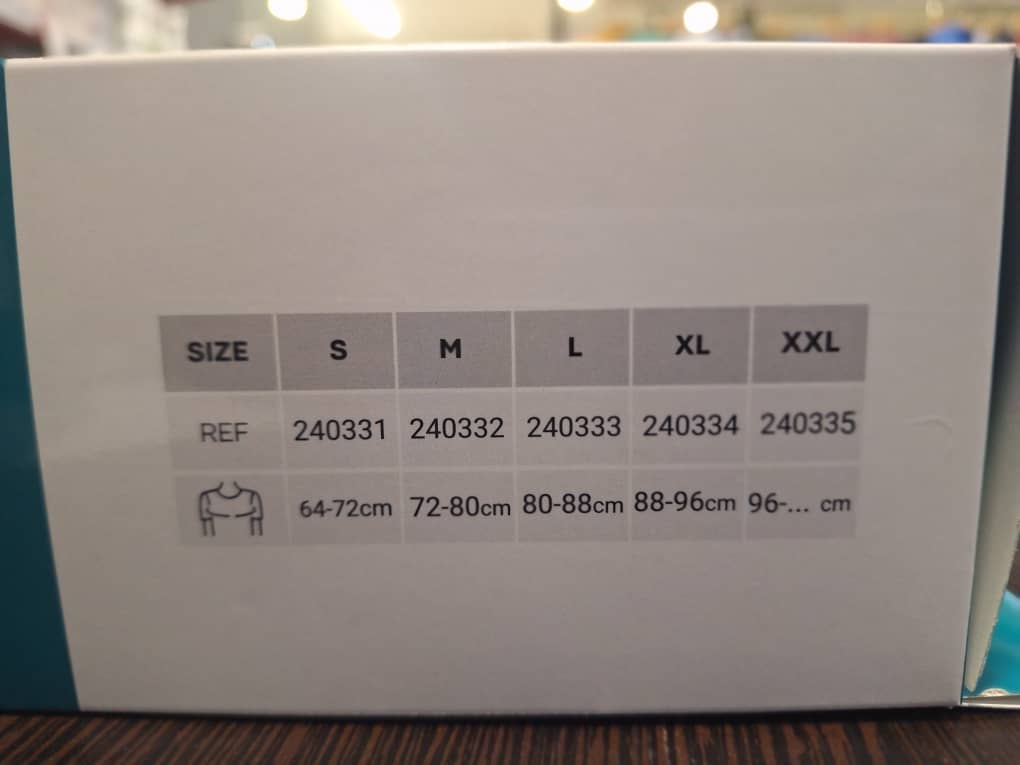 SIZE S M L XL XXL
REF 240331 240332 240333 240334 240335
64-72cm 72-80cm 80-88cm 88-96cm 96-... cm